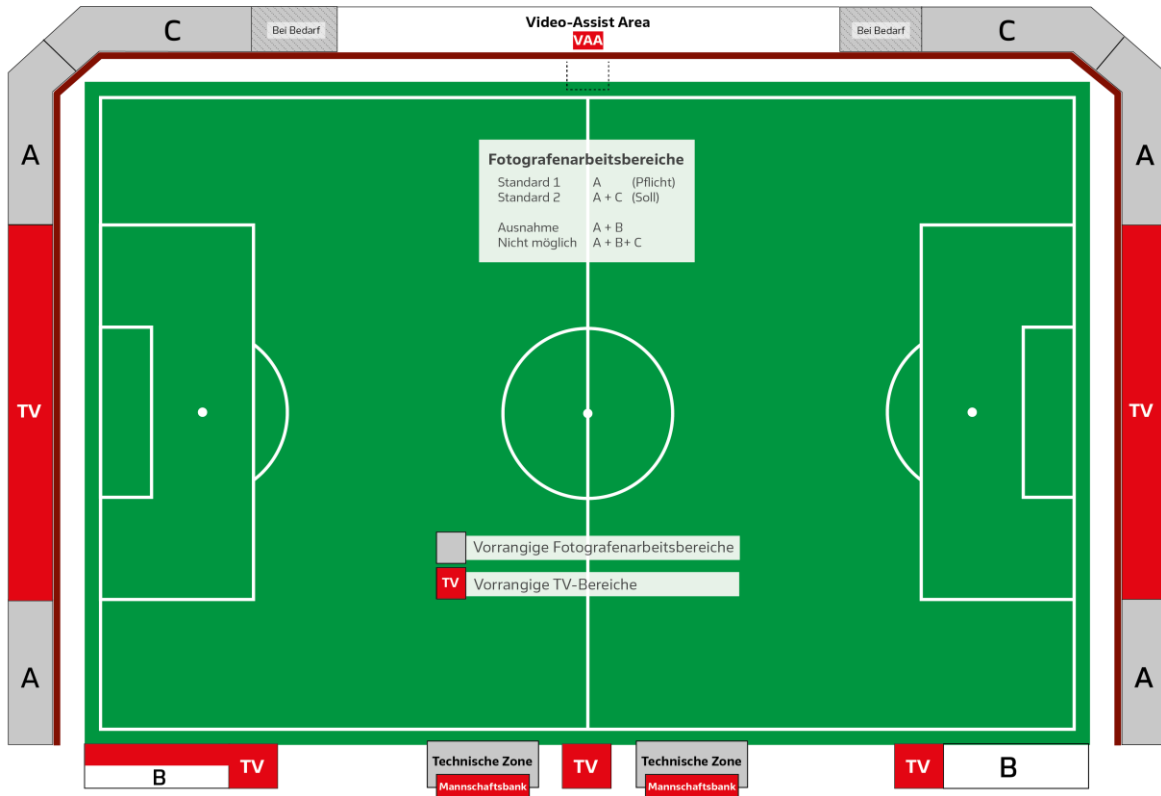 C
Bei Bedarf
Video-Assist Area
VAA
Bei Bedarf
C
A
A
Fotografenarbeitsbereiche
Standard 1 A (Pflicht)
Standard 2 A + C (Soll)
Ausnahme A + B
Nicht möglich A + B+ C
TV
TV
Vorrangige Fotografenarbeitsbereiche
TV Vorrangige TV-Bereiche
A
A
B
TV
Technische Zone
Mannschaftsbank
TV
Technische Zone
Mannschaftsbank
TV
B